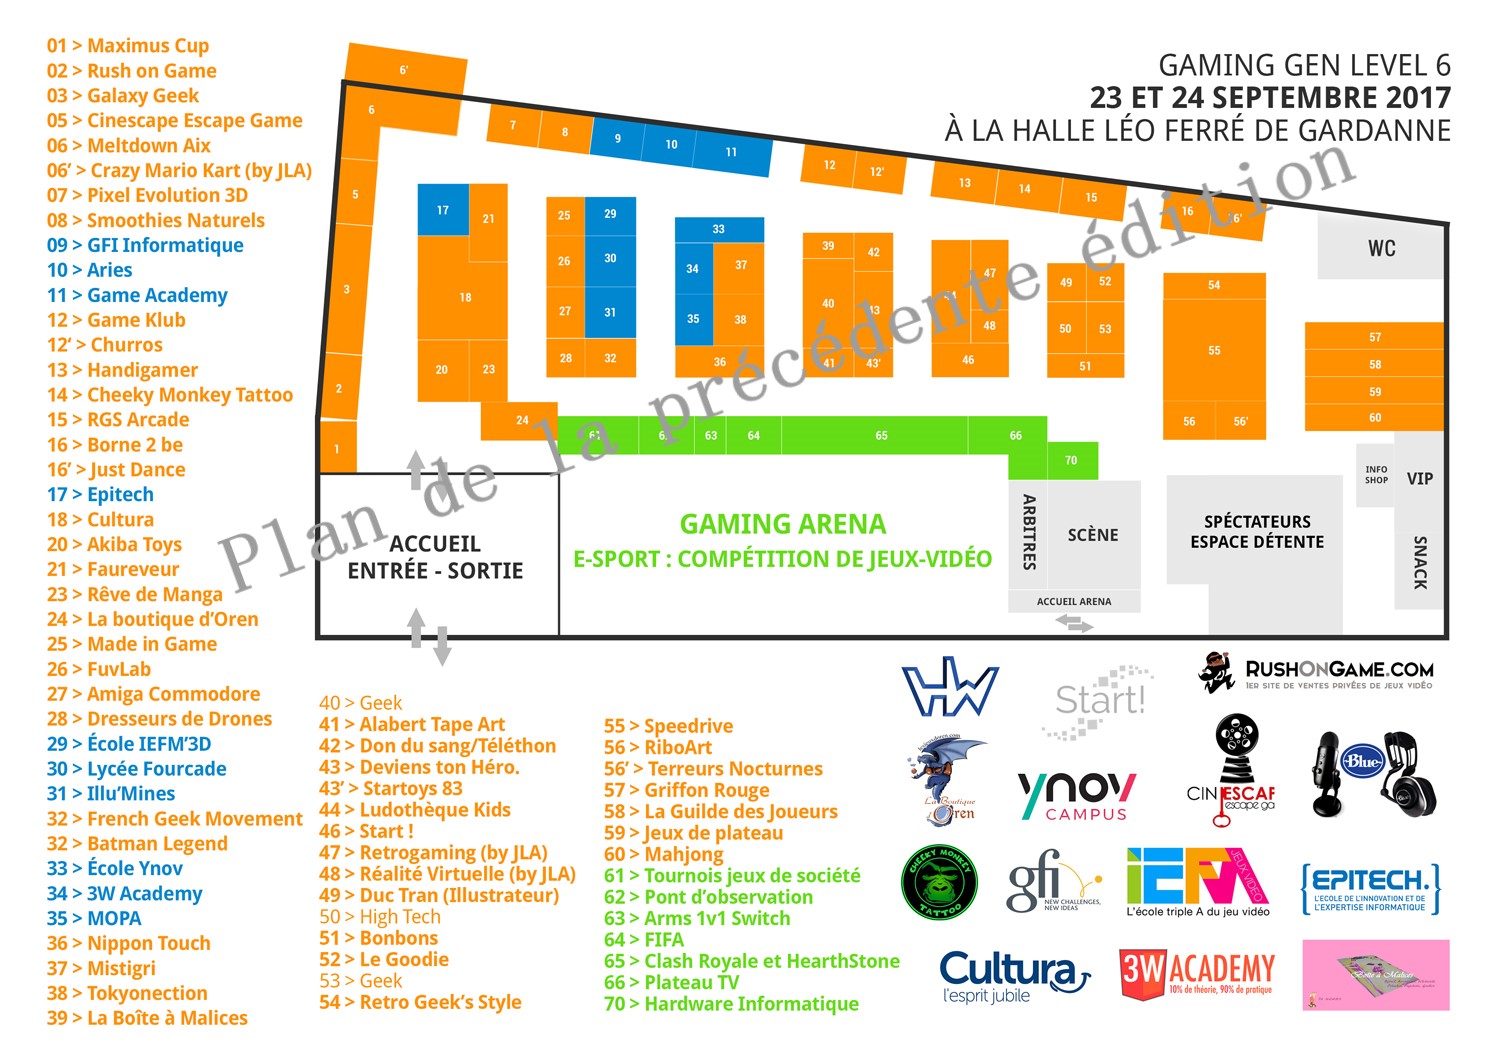 01 > Maximus Cup
02 > Rush on Game
03 > Galaxy Geek
05 > Cinescape Escape Game
06 > Meltdown Aix
06’ > Crazy Mario Kart (by JLA)
07 > Pixel Evolution 3D
08 > Smoothies Naturels
09 > GFI Informatique
10 > Aries
11 > Game Academy
12 > Game Klub
12’ > Churros
13 > Handigamer
14 > Cheeky Monkey Tattoo
15 > RGS Arcade
16 > Borne 2 be
16’ > Just Dance
17 > Epitech
18 > Cultura
20 > Akiba Toys
21 > Faureveur
23 > Rêve de Manga
24 > La boutique d’Oren
25 > Made in Game
26 > FuvLab
27 > Amiga Commodore
28 > Dresseurs de Drones
29 > École IEFM’3D
30 > Lycée Fourcade
31 > Illu’Mines
32 > French Geek Movement
32 > Batman Legend
33 > École Ynov
34 > 3W Academy
35 > MOPA
36 > Nippon Touch
37 > Mistigri
38 > Tokyonection
39 > La Boîte à Malices
40 > Geek
41 > Alabert Tape Art
42 > Don du sang/Téléthon
43 > Deviens ton Héro.
43’ > Startoys 83
44 > Ludothèque Kids
46 > Start !
47 > Retrogaming (by JLA)
48 > Réalité Virtuelle (by JLA)
49 > Duc Tran (Illustrateur)
50 > High Tech
51 > Bonbons
52 > Le Goodie
53 > Geek
54 > Retro Geek’s Style
55 > Speedrive
56 > RiboArt
56’ > Terreurs Nocturnes
57 > Griffon Rouge
58 > La Guilde des Joueurs
59 > Jeux de plateau
60 > Mahjong
61 > Tournois jeux de société
62 > Pont d’observation
63 > Arms 1v1 Switch
64 > FIFA
65 > Clash Royale et HearthStone
66 > Plateau TV
70 > Hardware Informatique
GAMING GEN LEVEL 6
23 ET 24 SEPTEMBRE 2017
À LA HALLE LÉO FERRÉ DE GARDANNE
Plan de la précédente édition
6'
6
7
8
9
10
11
12
12'
13
14
15
16
5
3
2
1
17
21
18
20
23
24
25
29
26
30
27
31
28
32
33
34
37
35
38
36
39
42
40
43
41
43'
47
48
46
49
52
50
53
51
54
55
56
56'
57
58
59
60
61
63
64
65
66
70
WC
INFO
SHOP
VIP
SNACK
SPÉCTATEURS
ESPACE DÉTENTE
ARBITRES
SCÈNE
ACCUEIL ARENA
GAMING ARENA
E-SPORT : COMPÉTITION DE JEUX-VIDÉO
ACCUEIL
ENTRÉE - SORTIE
HW
Start!
RUSHONGAME.COM
1ER SITE DE VENTES PRIVÉES DE JEUX VIDÉO
La Boutique
d'Oren
YNOV
CAMPUS
CINESCAP
escape ga
Blue
CHEEKY MONKEY
TATTOO
gfi
NEW CHALLENGES,
NEW IDEAS
IEFM
JEUX VIDÉO
L'école triple A du jeu vidéo
EPITECH.
L'ÉCOLE DE L'INNOVATION ET DE
L'EXPERTISE INFORMATIQUE
Cultura
l'esprit jubile
3W ACADEMY
10% de théorie, 90% de pratique
Boîte à Malices